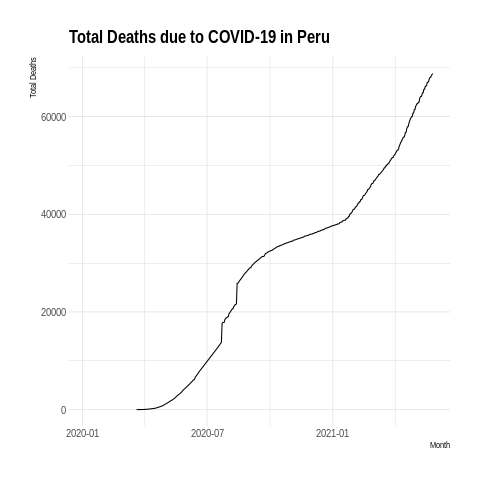 Total Deaths due to COVID-19 in Peru
Total Deaths
60000
40000
20000
0
2020-01 2020-07 2021-01
Month